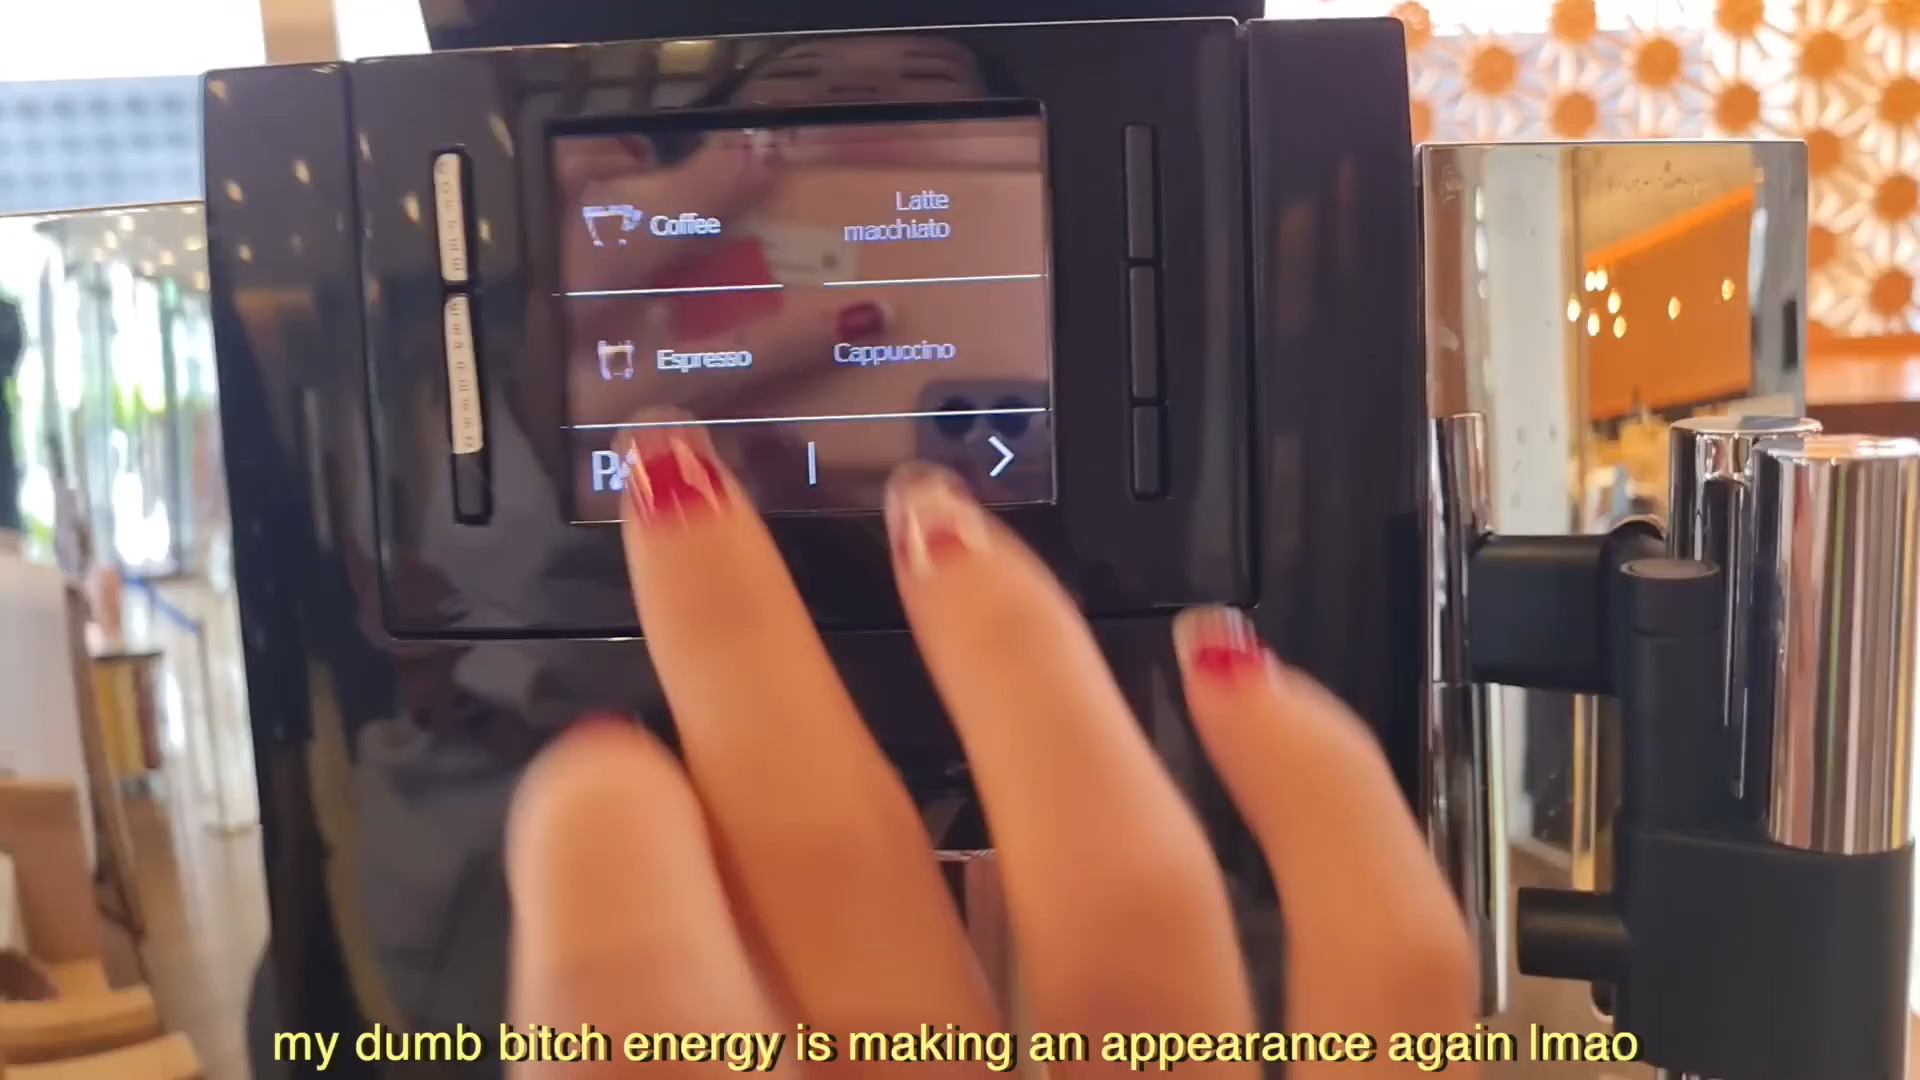 Coffee
Latte
macchiato
Espresso
Cappuccino
my dumb bitch energy is making an appearance again lmao